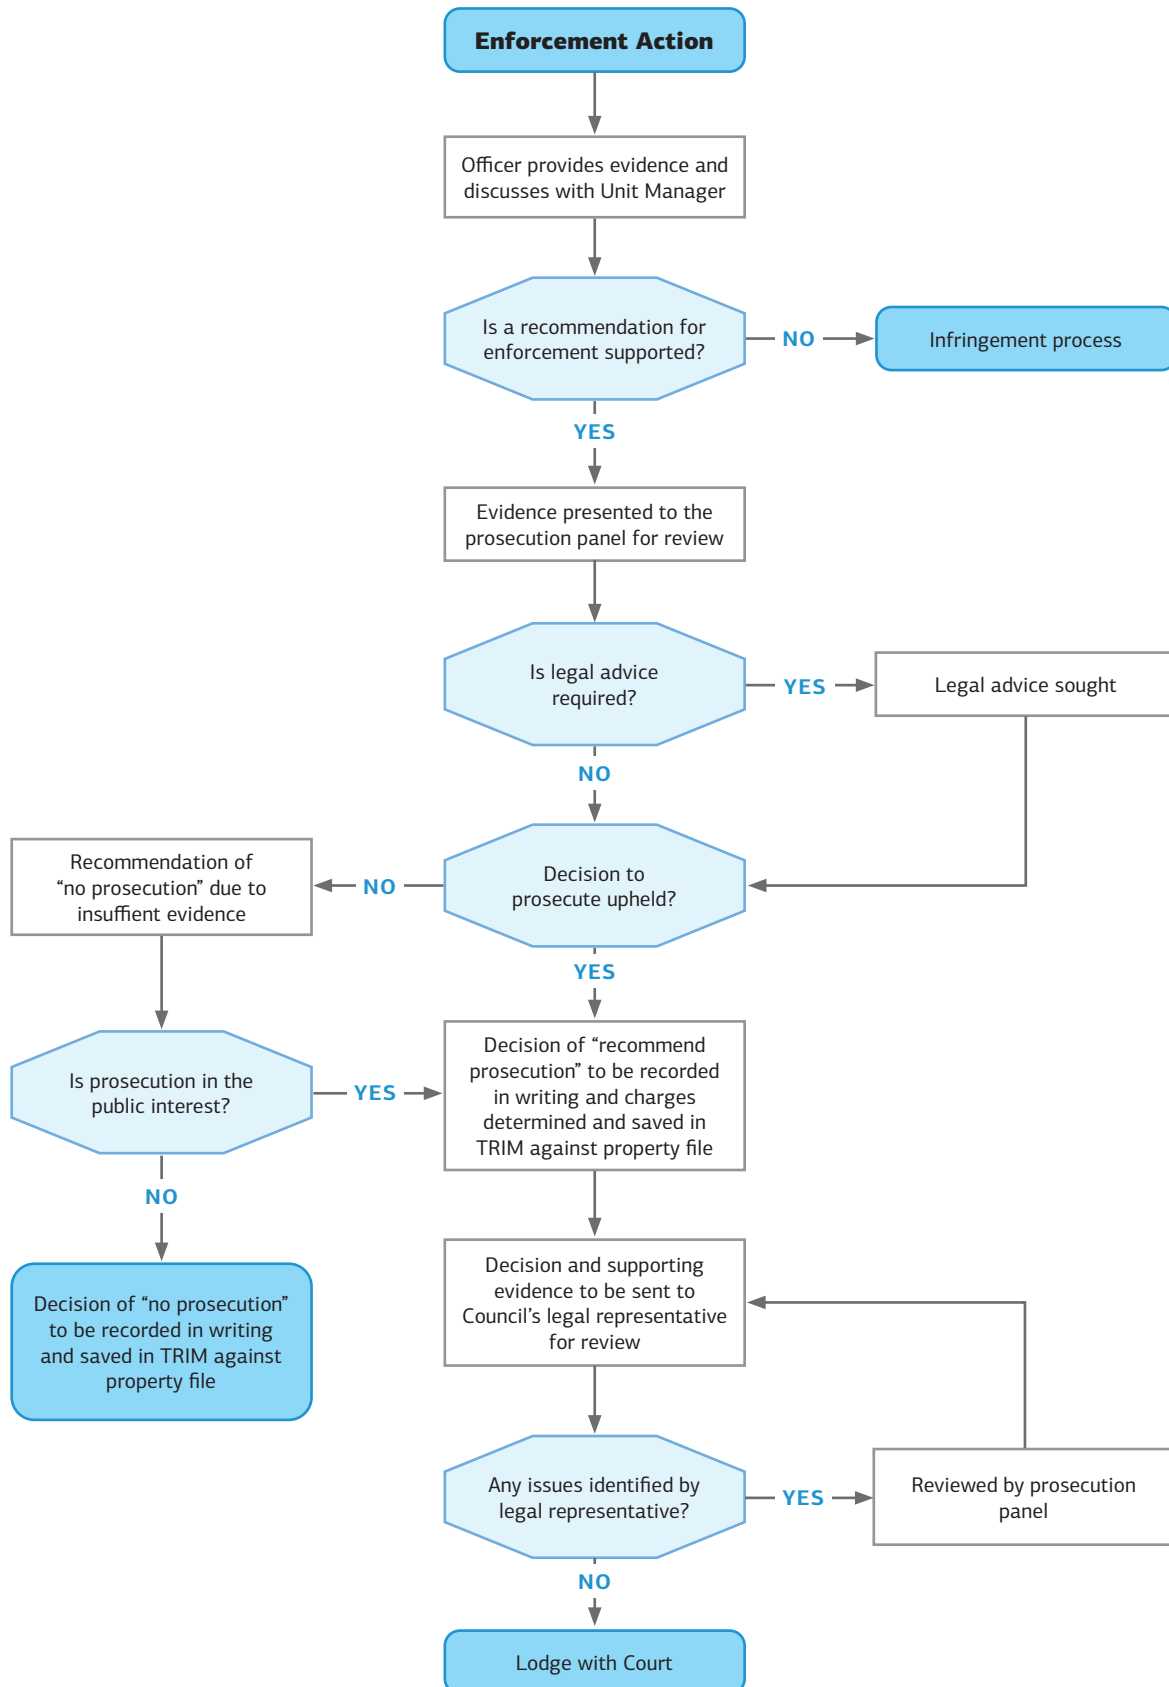 Enforcement Action
Officer provides evidence and
discusses with Unit Manager
Is a recommendation for
enforcement supported?
NO
Infringement process
YES
Evidence presented to the
prosecution panel for review
Is legal advice
required?
YES
Legal advice sought
NO
Decision to
prosecute upheld?
NO
Recommendation of
“no prosecution” due to
insuffient evidence
YES
Is prosecution in the
public interest?
YES
Decision of “recommend
prosecution” to be recorded
in writing and charges
determined and saved in
TRIM against property file
NO
Decision of “no prosecution”
to be recorded in writing
and saved in TRIM against
property file
Decision and supporting
evidence to be sent to
Council’s legal representative
for review
Any issues identified by
legal representative?
YES
Reviewed by prosecution
panel
NO
Lodge with Court